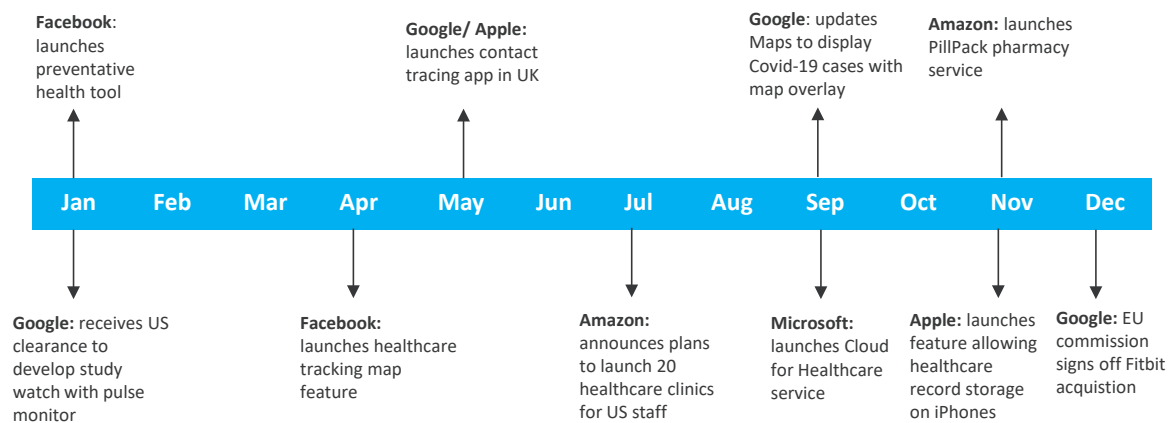 Facebook:
launches
preventative
health tool
Google/ Apple:
launches contact
tracing app in UK
Google: updates
Maps to display
Covid-19 cases with
map overlay
Amazon: launches
PillPack pharmacy
service
Jan Feb Mar Apr May Jun Jul Aug Sep Oct Nov Dec
Google: receives US
clearance to
develop study
watch with pulse
monitor
Facebook:
launches healthcare
tracking map
feature
Amazon:
announces plans
to launch 20
healthcare clinics
for US staff
Microsoft:
launches Cloud
for Healthcare
service
Apple: launches
feature allowing
healthcare
record storage
on iPhones
Google: EU
commission
signs off Fitbit
acquistion